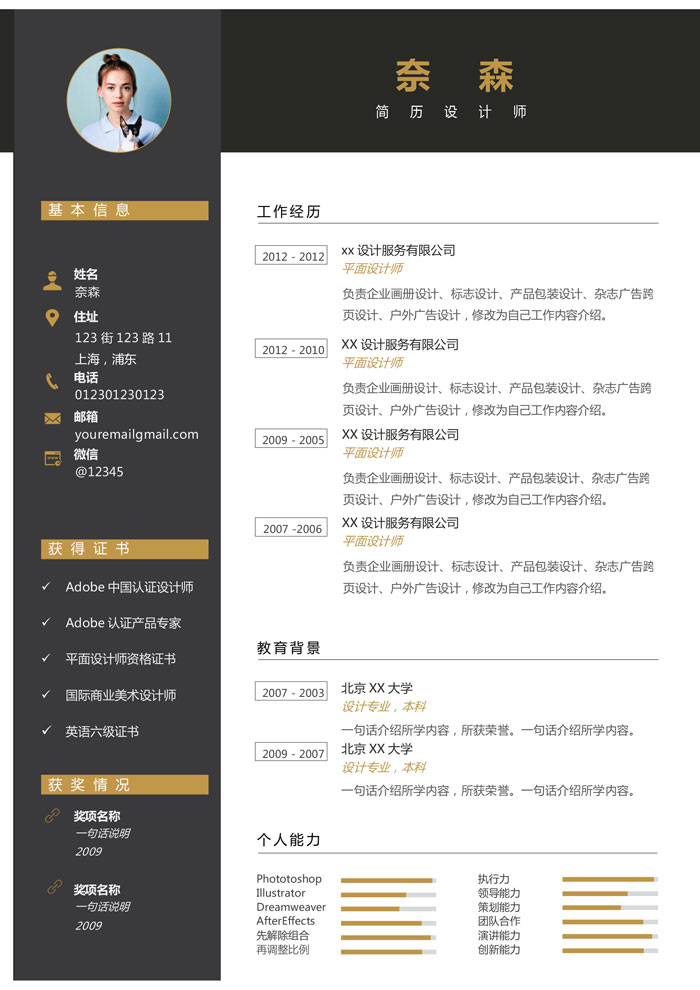 奈 森
简 历 设 计 师
基 本 信 息
姓名
奈森
住址
123 街 123 路 11
上海，浦东
电话
012301230123
邮箱
youremailgmail.com
微信
@12345
获 得 证 书
Adobe 中国认证设计师
Adobe 认证产品专家
平面设计师资格证书
国际商业美术设计师
英语六级证书
获 奖 情 况
奖项名称
一句话说明
2009
奖项名称
一句话说明
2009
工作经历
2012 - 2012
xx 设计服务有限公司
平面设计师
负责企业画册设计、标志设计、产品包装设计、杂志广告跨
页设计、户外广告设计，修改为自己工作内容介绍。
2012 - 2010
XX 设计服务有限公司
平面设计师
负责企业画册设计、标志设计、产品包装设计、杂志广告跨
页设计、户外广告设计，修改为自己工作内容介绍。
2009 - 2005
XX 设计服务有限公司
平面设计师
负责企业画册设计、标志设计、产品包装设计、杂志广告跨
页设计、户外广告设计，修改为自己工作内容介绍。
2007 -2006
XX 设计服务有限公司
平面设计师
负责企业画册设计、标志设计、产品包装设计、杂志广告跨
页设计、户外广告设计，修改为自己工作内容介绍。
教育背景
2007 - 2003
北京 XX 大学
设计专业，本科
一句话介绍所学内容，所获荣誉。一句话介绍所学内容。
2009 - 2007
北京 XX 大学
设计专业，本科
一句话介绍所学内容，所获荣誉。一句话介绍所学内容。
个人能力
Phototoshop
Illustrator
Dreamweaver
AfterEffects
先解除组合
再调整比例
执行力
领导能力
策划能力
团队合作
演讲能力
创新能力